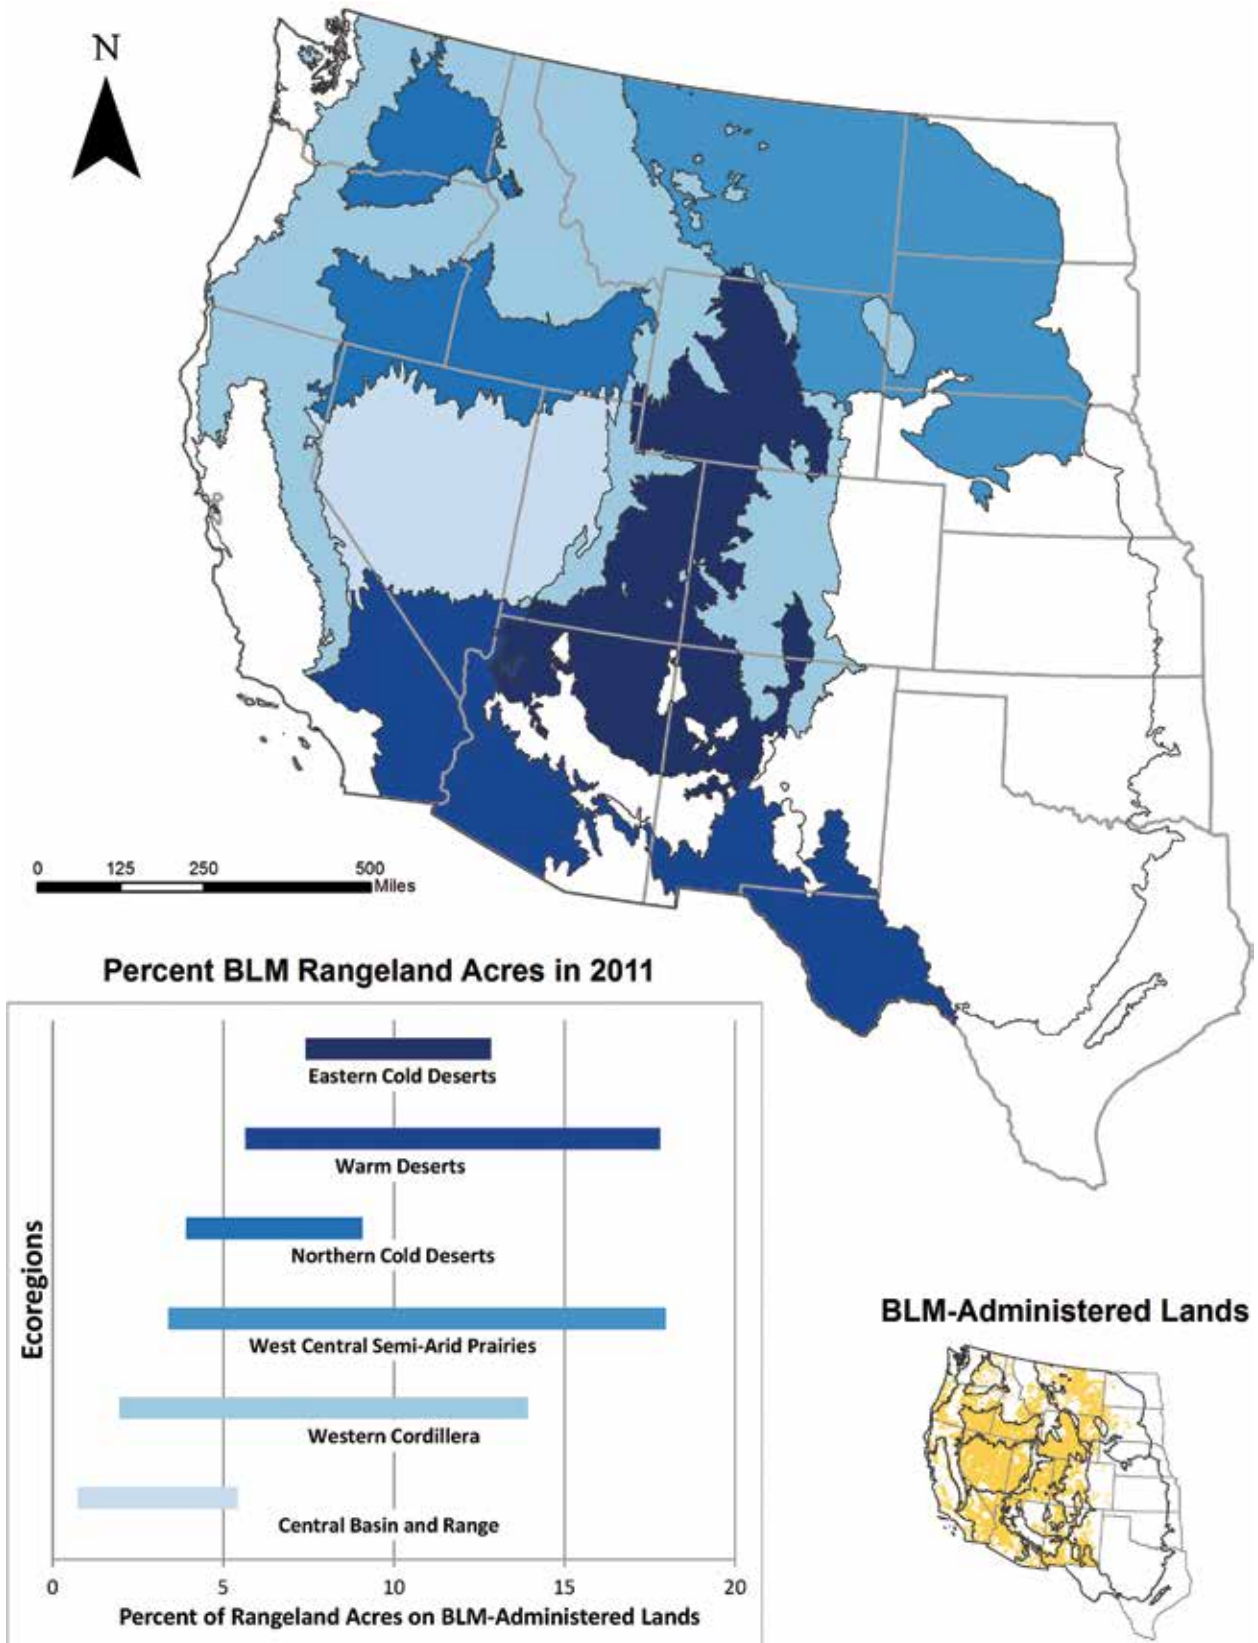 N
0 125 250 500
Miles
Percent BLM Rangeland Acres in 2011
Eastern Cold Deserts
Warm Deserts
Northern Cold Deserts
West Central Semi-Arid Prairies
Western Cordillera
Central Basin and Range
Ecoregions
0 5 10 15 20
Percent of Rangeland Acres on BLM-Administered Lands
BLM-Administered Lands